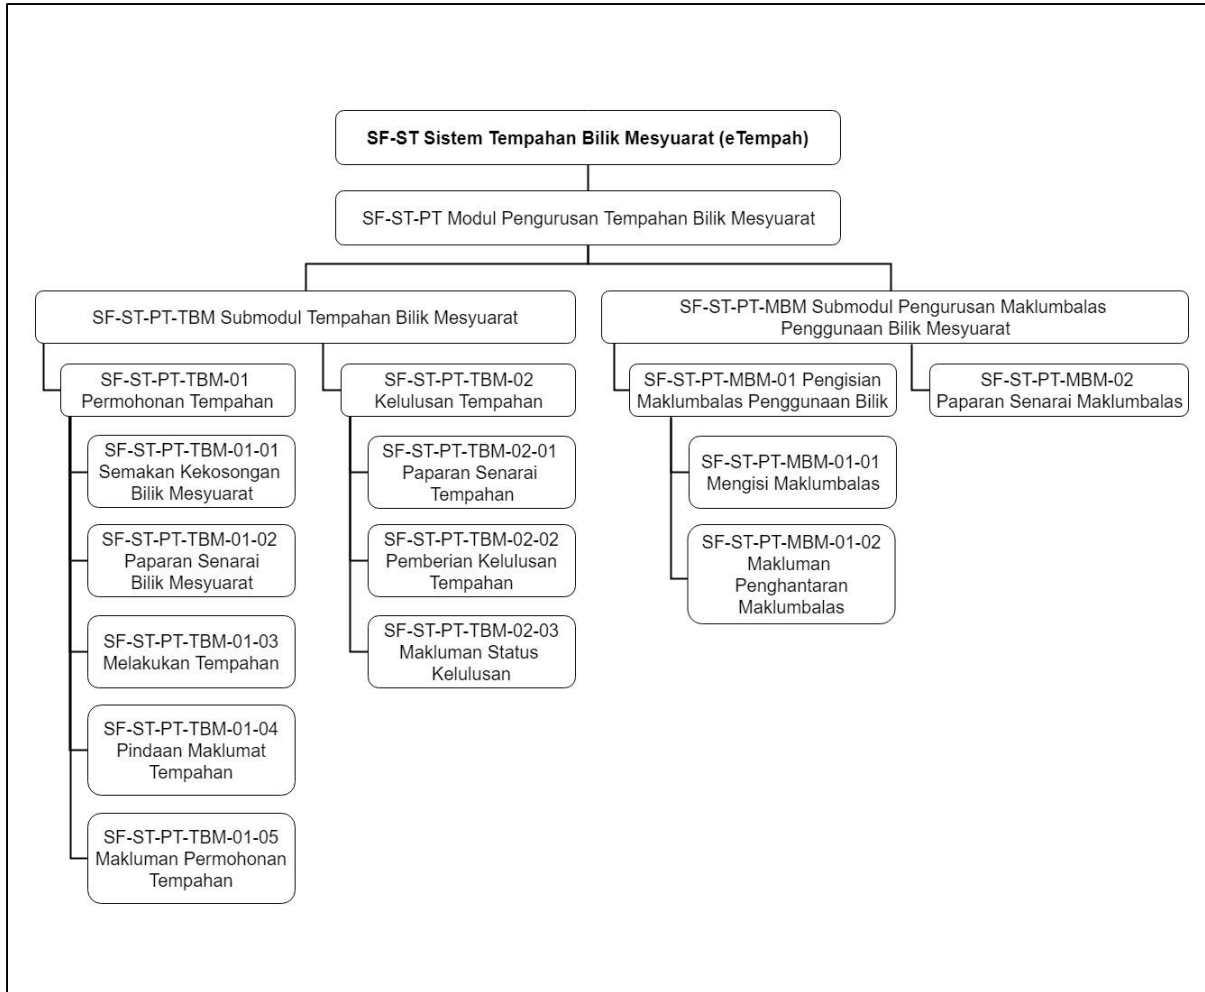 SF-ST Sistem Tempahan Bilik Mesyuarat (eTempah)
SF-ST-PT Modul Pengurusan Tempahan Bilik Mesyuarat
SF-ST-PT-TBM Submodul Tempahan Bilik Mesyuarat
SF-ST-PT-TBM-01
Permohonan Tempahan
SF-ST-PT-TBM-01-01
Semakan Kekosongan
Bilik Mesyuarat
SF-ST-PT-TBM-01-02
Paparan Senarai
Bilik Mesyuarat
SF-ST-PT-TBM-01-03
Melakukan Tempahan
SF-ST-PT-TBM-01-04
Pindaan Maklumat
Tempahan
SF-ST-PT-TBM-01-05
Makluman Permohonan
Tempahan
SF-ST-PT-TBM-02
Kelulusan Tempahan
SF-ST-PT-TBM-02-01
Paparan Senarai
Tempahan
SF-ST-PT-TBM-02-02
Pemberian Kelulusan
Tempahan
SF-ST-PT-TBM-02-03
Makluman Status
Kelulusan
SF-ST-PT-MBM Submodul Pengurusan Maklumbalas
Penggunaan Bilik Mesyuarat
SF-ST-PT-MBM-01 Pengisian
Maklumbalas Penggunaan Bilik
SF-ST-PT-MBM-01-01
Mengisi Maklumbalas
SF-ST-PT-MBM-01-02
Makluman
Penghantaran
Maklumbalas
SF-ST-PT-MBM-02
Paparan Senarai Maklumbalas